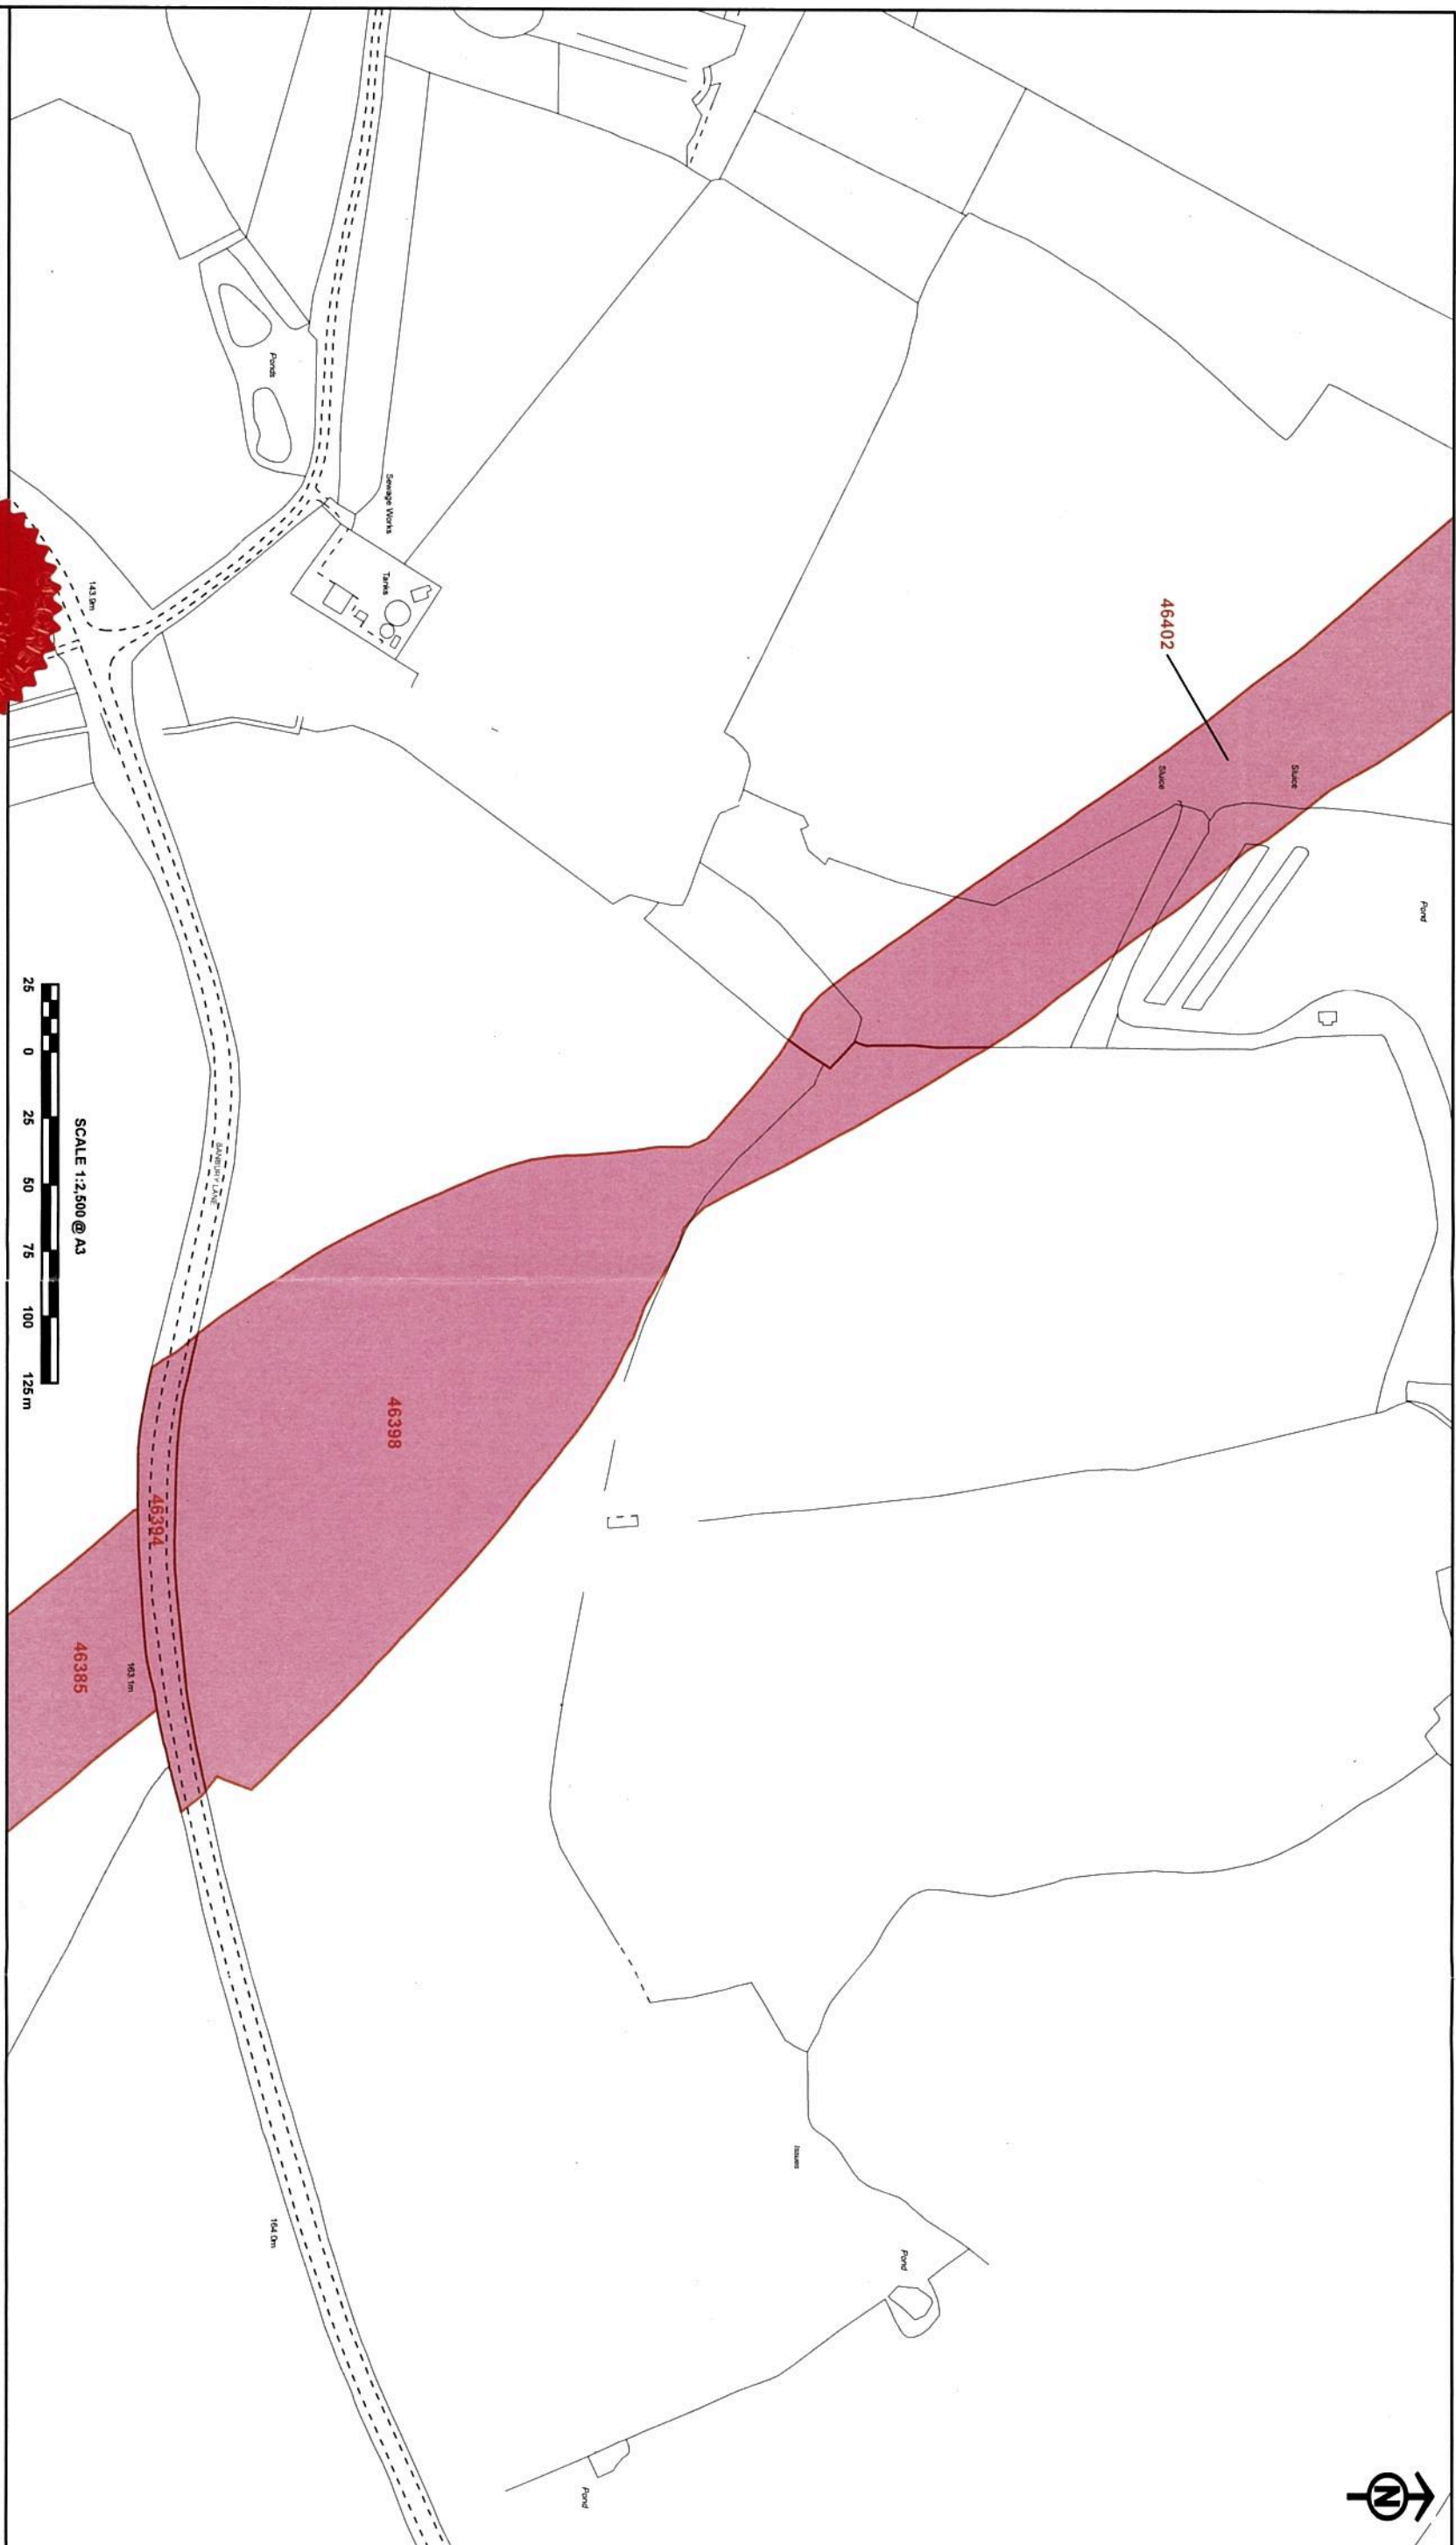 Pond
N
Sluice
46402
Sluice
Pond
Issues
Pond
46398
Sewage Works
Tanks
Ponds
164.0m
BANBURY LANE
46394
163.1m
143.9m
46385
SCALE 1:2,500 @ A3
25 0 25 50 75 100 125 m